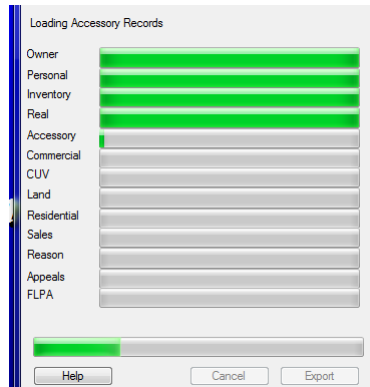 Loading Accessory Records
Owner
Personal
Inventory
Real
Accessory
Commercial
CUV
Land
Residential
Sales
Reason
Appeals
FLPA
Help Cancel Export